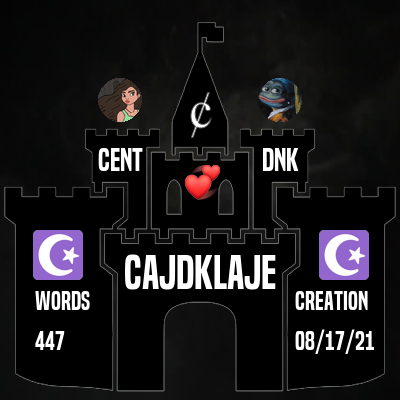 ₵
CENT
DNK
CAJDKLAJE
WORDS
447
CREATION
08/17/21